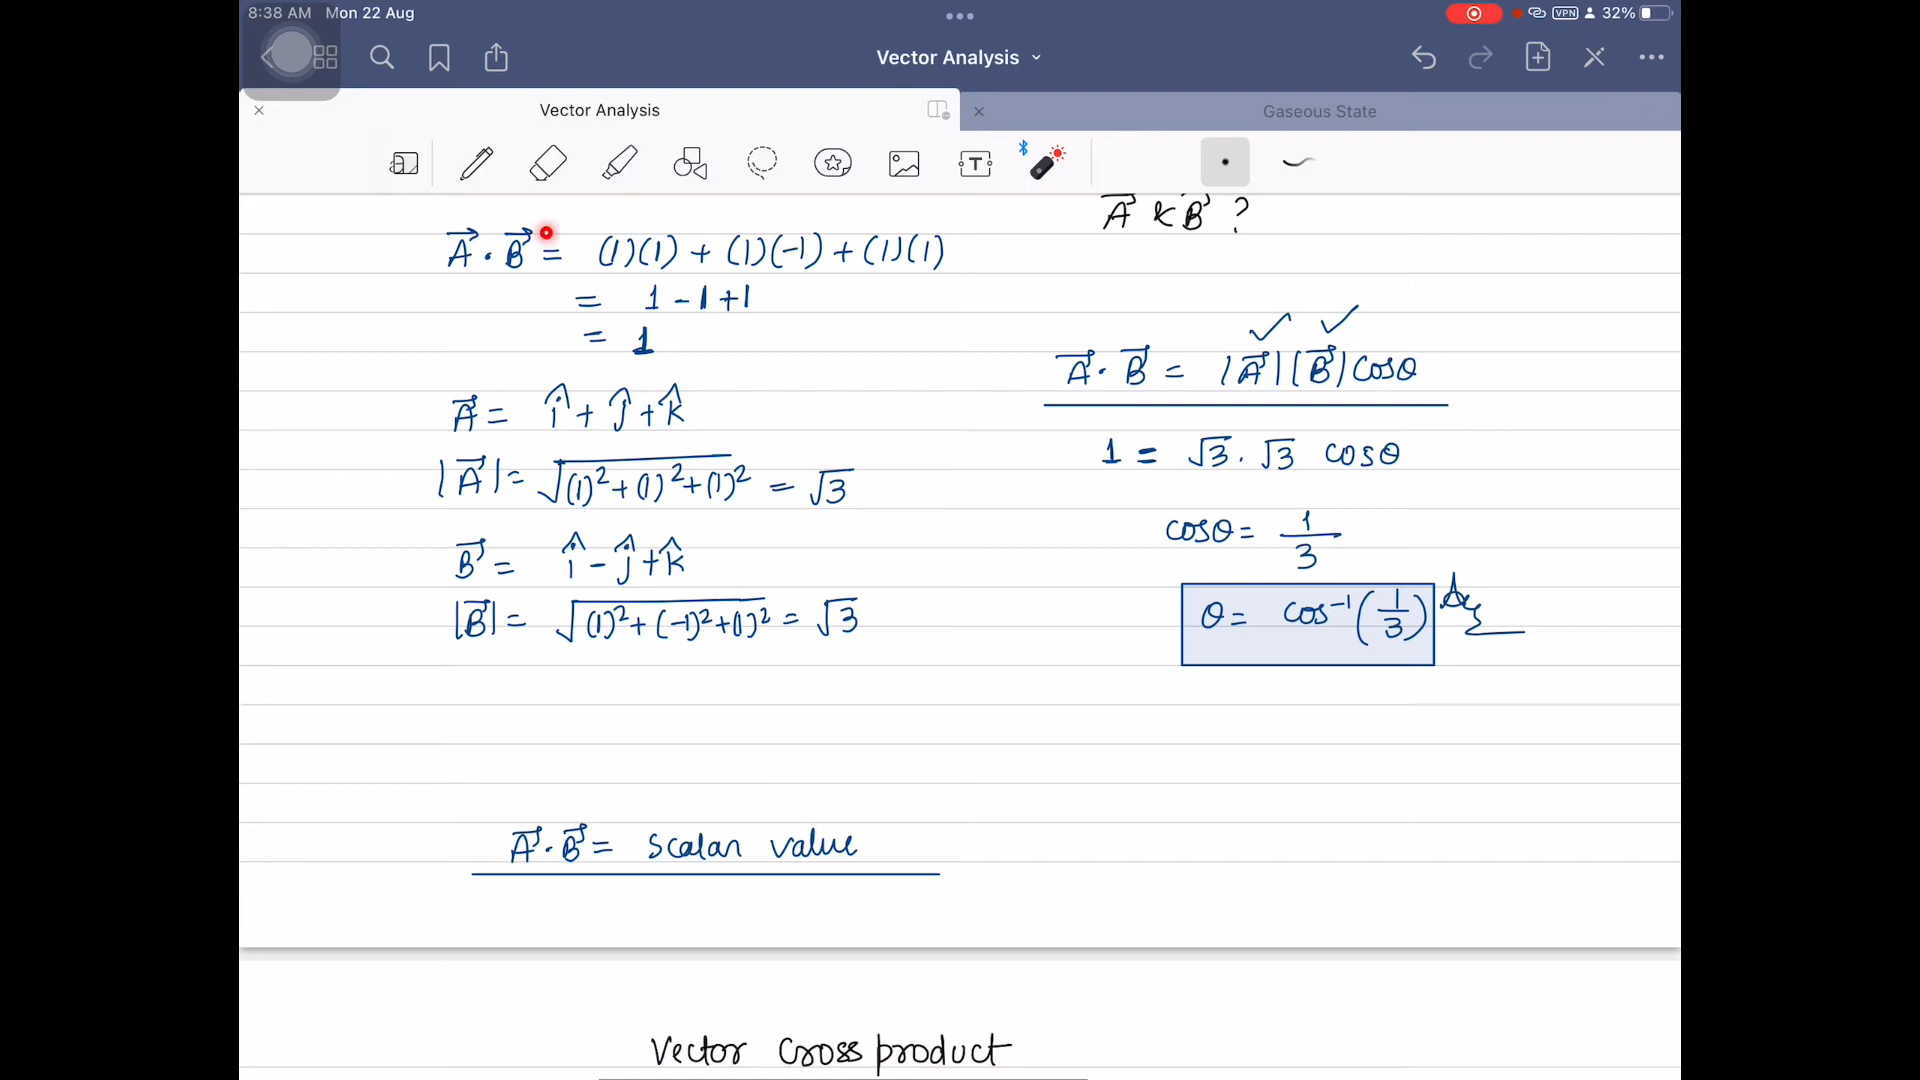 8:38 AM Mon 22 Aug
VPN 32%
Vector Analysis
Vector Analysis
Gaseous State
T
A⃗ & B⃗ ?
A⃗ · B⃗ = (1)(1) + (1)(-1) + (1)(1)
= 1 - 1 + 1
= 1
A⃗ = î + ĵ + k̂
|A⃗| = √((1)² + (1)² + (1)²) = √3
B⃗ = î - ĵ + k̂
|B⃗| = √((1)² + (-1)² + (1)²) = √3
A⃗ · B⃗ = |A⃗| |B⃗| cosθ
1 = √3 . √3 cosθ
cosθ = 1/3
θ = cos⁻¹(1/3) Ans
A⃗ · B⃗ = scalar value
Vector cross product